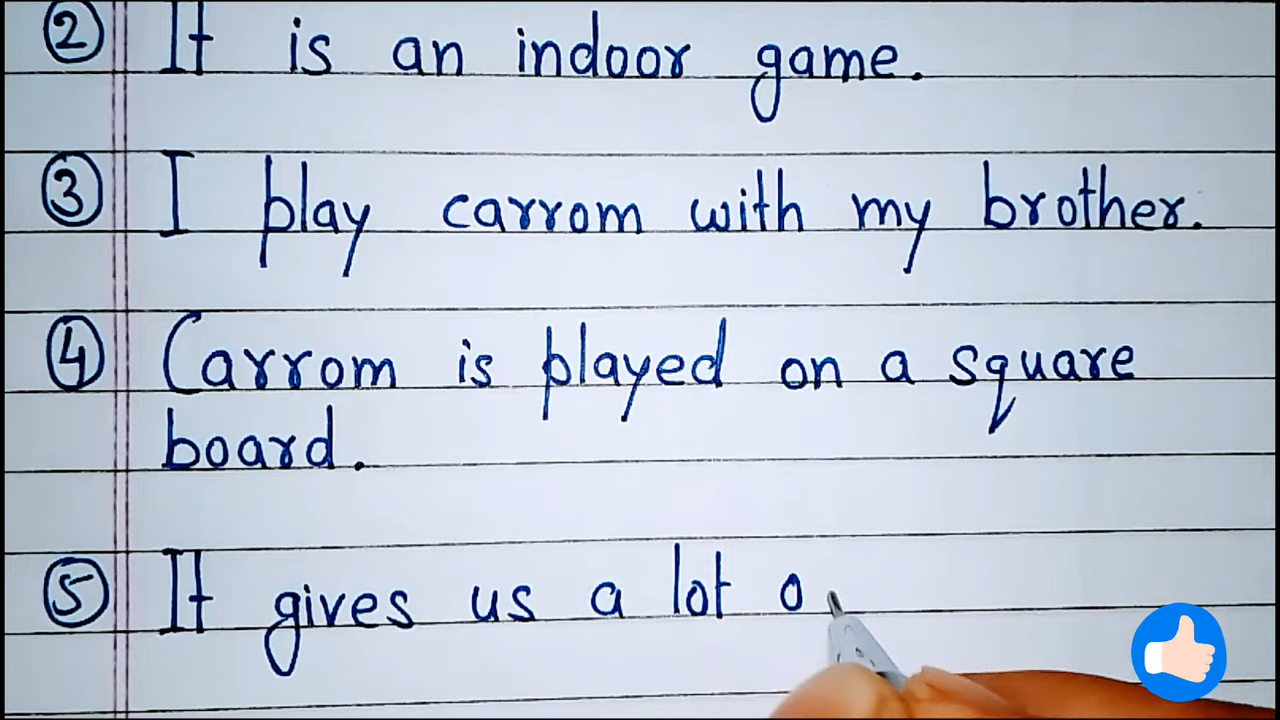 ② It is an indoor game.
③ I play carrom with my brother.
④ Carrom is played on a square
board.
⑤ It gives us a lot o